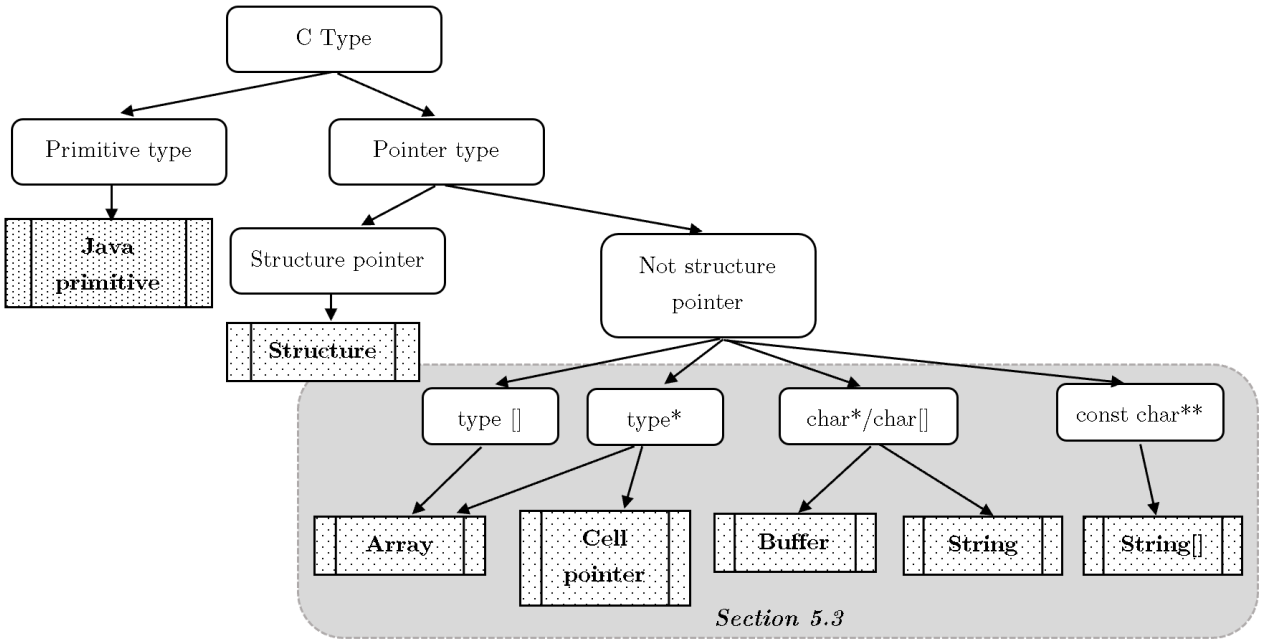 C Type
Primitive type
Pointer type
Java
primitive
Structure pointer
Not structure
pointer
Structure
type []
type*
char*/char[]
const char**
Array
Cell
pointer
Buffer
String
String[]
Section 5.3